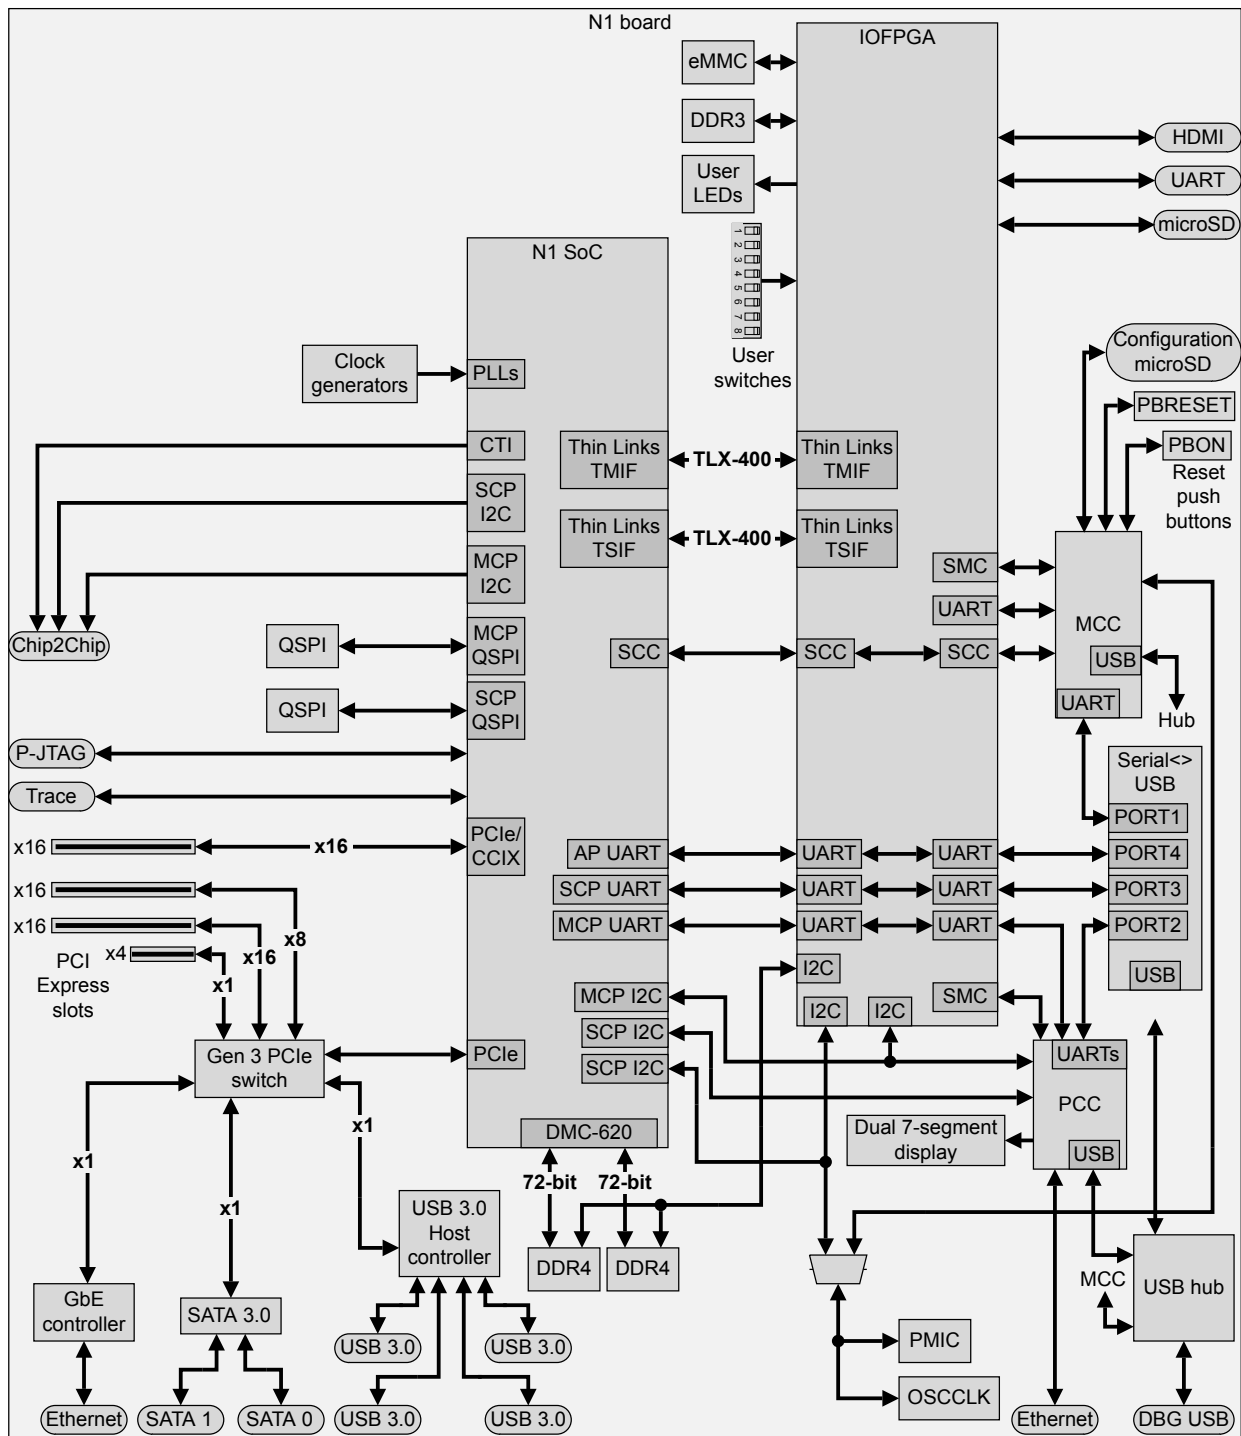 N1 board
IOFPGA
eMMC
DDR3
HDMI
User
LEDs
UART
microSD
1
2
3
4
5
6
7
8
N1 SoC
User
switches
Configuration
microSD
Clock
generators
PLLs
PBRESET
CTI
Thin Links
TMIF
TLX-400
Thin Links
TMIF
PBON
Reset
push
buttons
SCP
I2C
Thin Links
TSIF
TLX-400
Thin Links
TSIF
MCP
I2C
SMC
UART
MCC
Chip2Chip
QSPI
MCP
QSPI
SCC
SCC
SCC
USB
QSPI
SCP
QSPI
UART
Hub
P-JTAG
Serial<>
USB
Trace
PORT1
x16
x16
PCIe/
CCIX
AP UART
UART
UART
PORT4
x16
SCP UART
UART
UART
PORT3
x16
MCP UART
UART
UART
PORT2
x8
x4
x16
x1
PCI
Express
slots
I2C
USB
MCP I2C
I2C
I2C
SMC
SCP I2C
Gen 3 PCIe
switch
PCIe
SCP I2C
UARTs
PCC
x1
DMC-620
Dual 7-segment
display
USB
x1
72-bit
72-bit
x1
USB 3.0
Host
controller
DDR4
DDR4
MCC
USB hub
GbE
controller
SATA 3.0
USB 3.0
USB 3.0
PMIC
OSCCLK
Ethernet
SATA 1
SATA 0
USB 3.0
USB 3.0
Ethernet
DBG USB